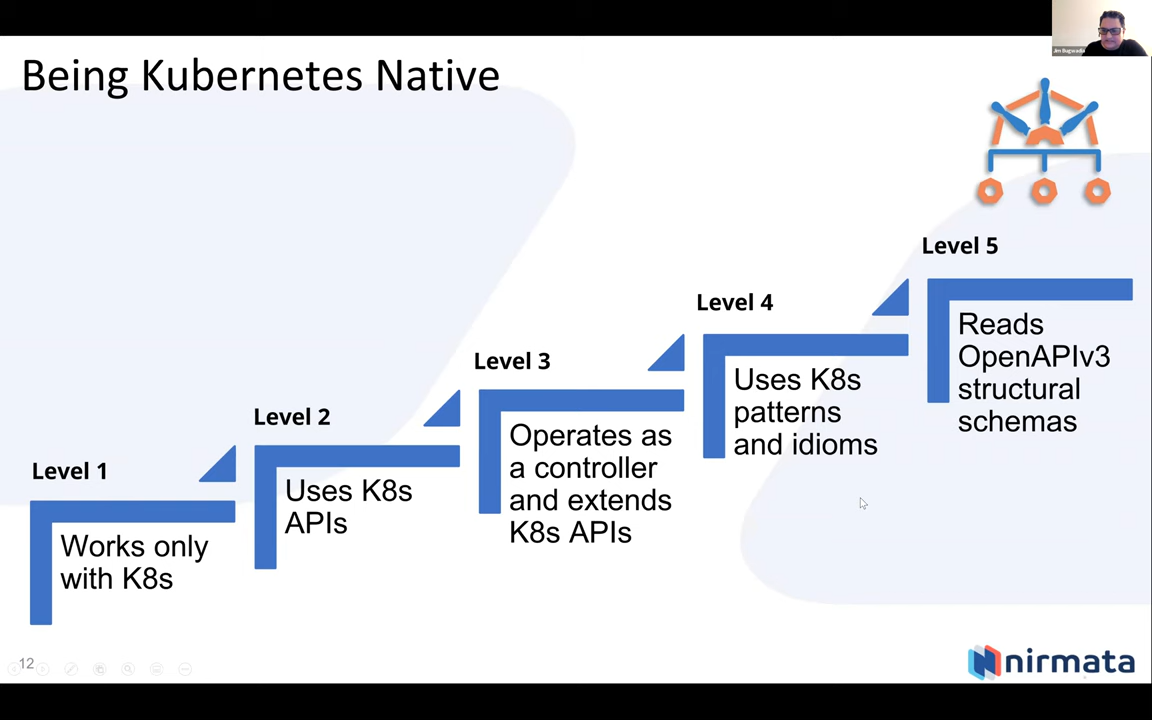 Jim Bugwadia
Being Kubernetes Native
Level 5
Reads
OpenAPIv3
structural
schemas
Level 4
Uses K8s
patterns
and idioms
Level 3
Operates as
a controller
and extends
K8s APIs
Level 2
Uses K8s
APIs
Level 1
Works only
with K8s
12
nirmata